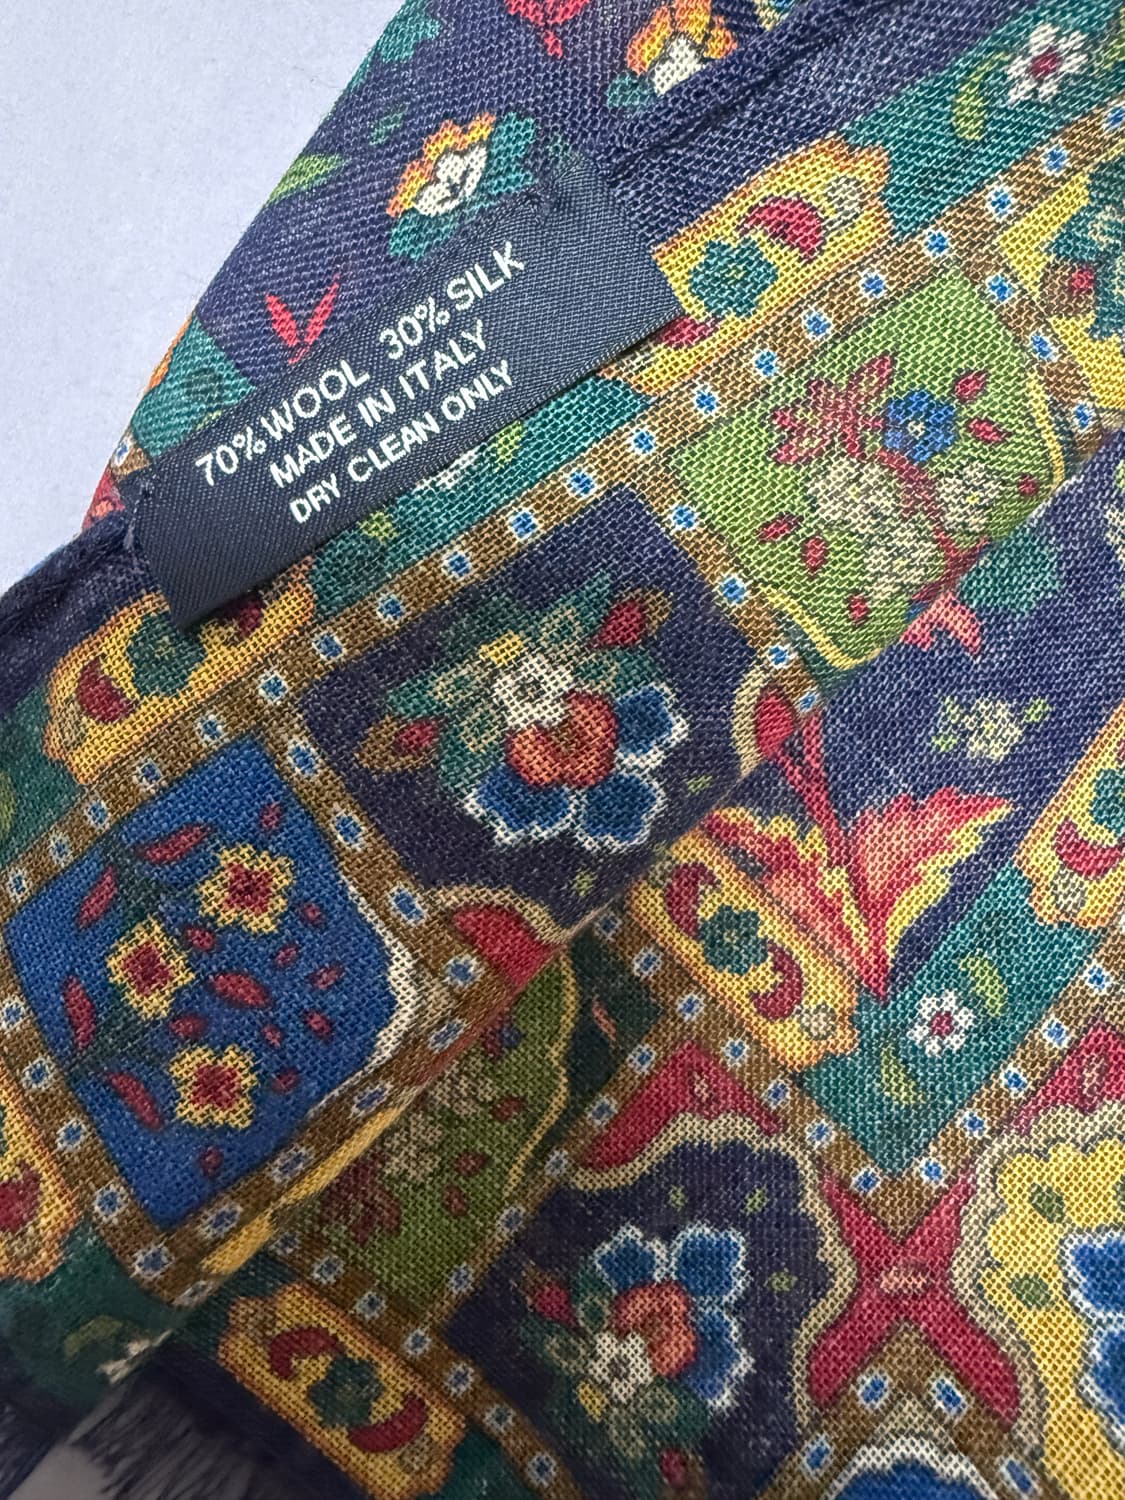 70% WOOL 30% SILK
MADE IN ITALY
DRY CLEAN ONLY